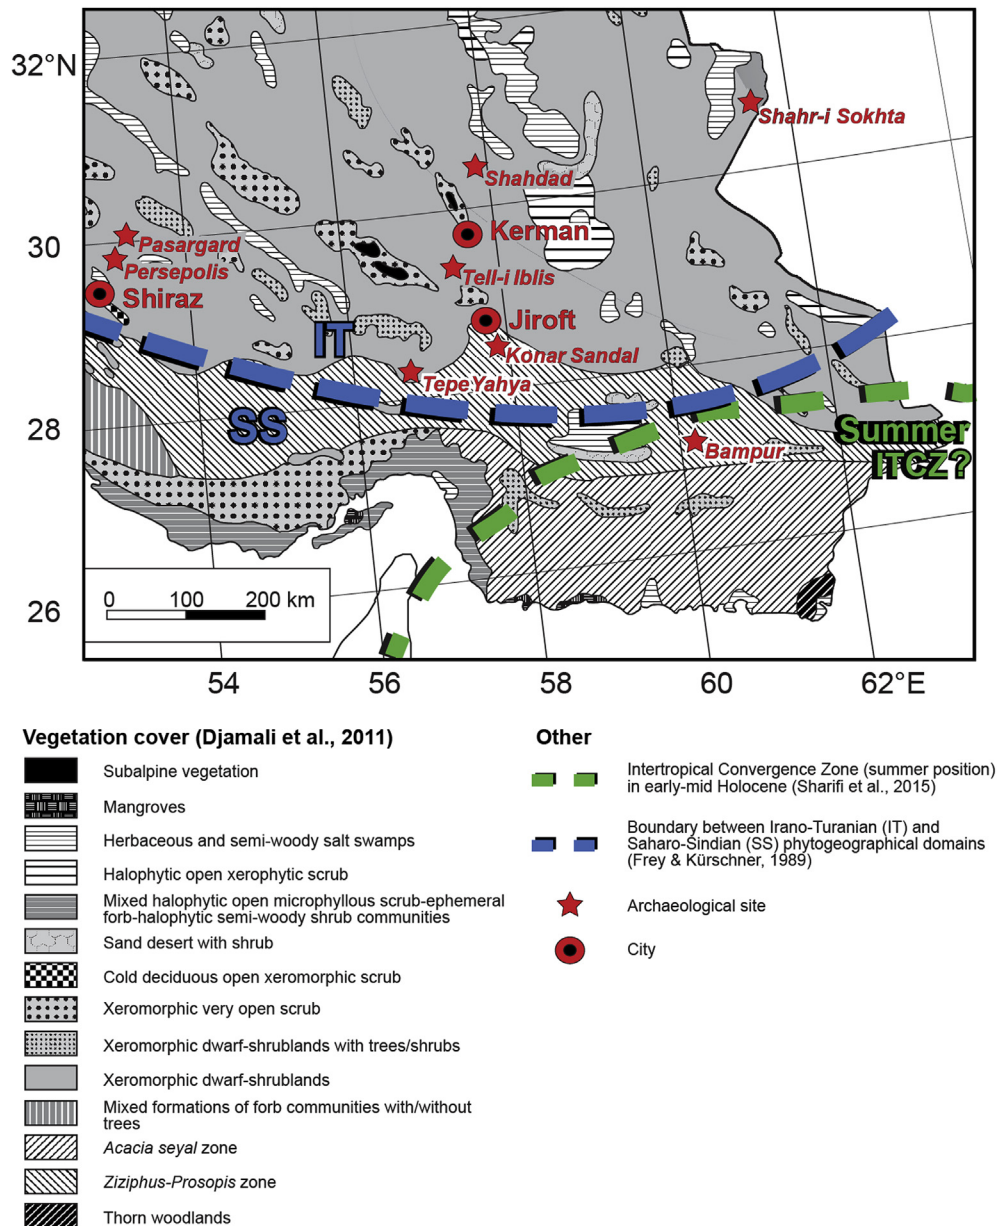 32°N
30
28
26
Shahr-i Sokhta
Shahdad
Kerman
Pasargard
Persepolis
Shiraz
Tell-i Iblis
Jiroft
IT
Konar Sandal
TepeYahya
SS
Bampur
Summer
ITCZ?
0 100 200 km
54 56 58 60 62°E
Vegetation cover (Djamali et al., 2011)
Subalpine vegetation
Mangroves
Herbaceous and semi-woody salt swamps
Halophytic open xerophytic scrub
Mixed halophytic open microphyllous scrub-ephemeral
forb-halophytic semi-woody shrub communities
Sand desert with shrub
Cold deciduous open xeromorphic scrub
Xeromorphic very open scrub
Xeromorphic dwarf-shrublands with trees/shrubs
Xeromorphic dwarf-shrublands
Mixed formations of forb communities with/without
trees
Acacia seyal zone
Ziziphus-Prosopis zone
Thorn woodlands
Other
Intertropical Convergence Zone (summer position)
in early-mid Holocene (Sharifi et al., 2015)
Boundary between Irano-Turanian (IT) and
Saharo-Sindian (SS) phytogeographical domains
(Frey & Kürschner, 1989)
Archaeological site
City